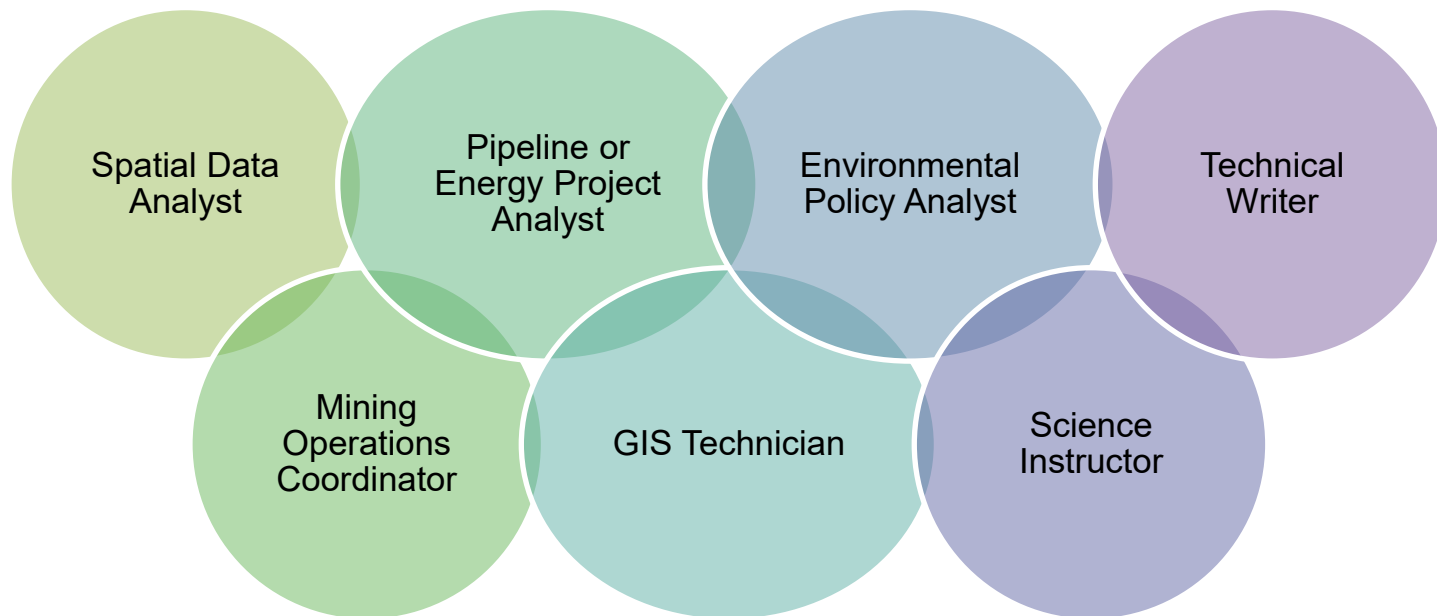 Spatial Data
Analyst
Pipeline or
Energy Project
Analyst
Environmental
Policy Analyst
Technical
Writer
Mining
Operations
Coordinator
GIS Technician
Science
Instructor